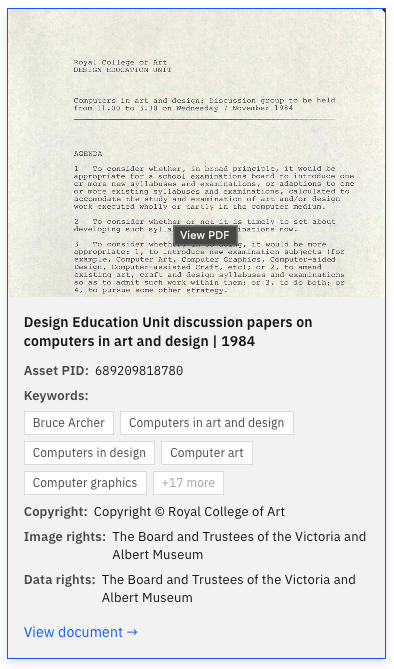 Royal College of Art
DESIGN EDUCATION UNIT
Computers in art and design: Discussion group to be held
from 11.00 to 3.30 on Wednesday 7 November 1984
AGENDA
1 To consider whether, in broad principle, it would be
appropriate for a school examinations board to introduce one
or more new syllabuses and examinations, or adaptions to one
or more existing syllabuses and examinations, calculated to
accomodate the study and examination of art and/or design
work executed wholly or partly in the computer medium.
2 To consider whether or not it is timely to set about
developing such inations now.
View PDF
3 To consider would be more
appropriate: 1, to introduce new examination subjects (for
example, Computer Art, Computer Graphics, Computer-aided
Design, Computer-assisted Craft, etc); or 2, to amend
existing art, craft and design syllabuses and examinations
so as to admit such work within them; or 3, to do both; or
4, to pursue some other strategy.
Design Education Unit discussion papers on
computers in art and design | 1984
Asset PID: 689209818780
Keywords:
Bruce Archer Computers in art and design
Computers in design Computer art
Computer graphics +17 more
Copyright: Copyright © Royal College of Art
Image rights: The Board and Trustees of the Victoria and
Albert Museum
Data rights: The Board and Trustees of the Victoria and
Albert Museum
View document →